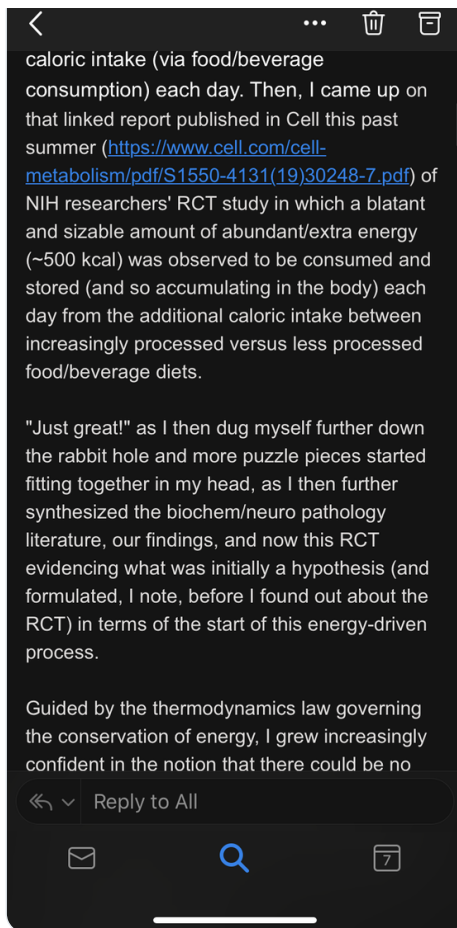 caloric intake (via food/beverage
consumption) each day. Then, I came up on
that linked report published in Cell this past
summer (https://www.cell.com/cell-
metabolism/pdf/S1550-4131(19)30248-7.pdf) of
NIH researchers' RCT study in which a blatant
and sizable amount of abundant/extra energy
(~500 kcal) was observed to be consumed and
stored (and so accumulating in the body) each
day from the additional caloric intake between
increasingly processed versus less processed
food/beverage diets.
"Just great!" as I then dug myself further down
the rabbit hole and more puzzle pieces started
fitting together in my head, as I then further
synthesized the biochem/neuro pathology
literature, our findings, and now this RCT
evidencing what was initially a hypothesis (and
formulated, I note, before I found out about the
RCT) in terms of the start of this energy-driven
process.
Guided by the thermodynamics law governing
the conservation of energy, I grew increasingly
confident in the notion that there could be no
Reply to All
7